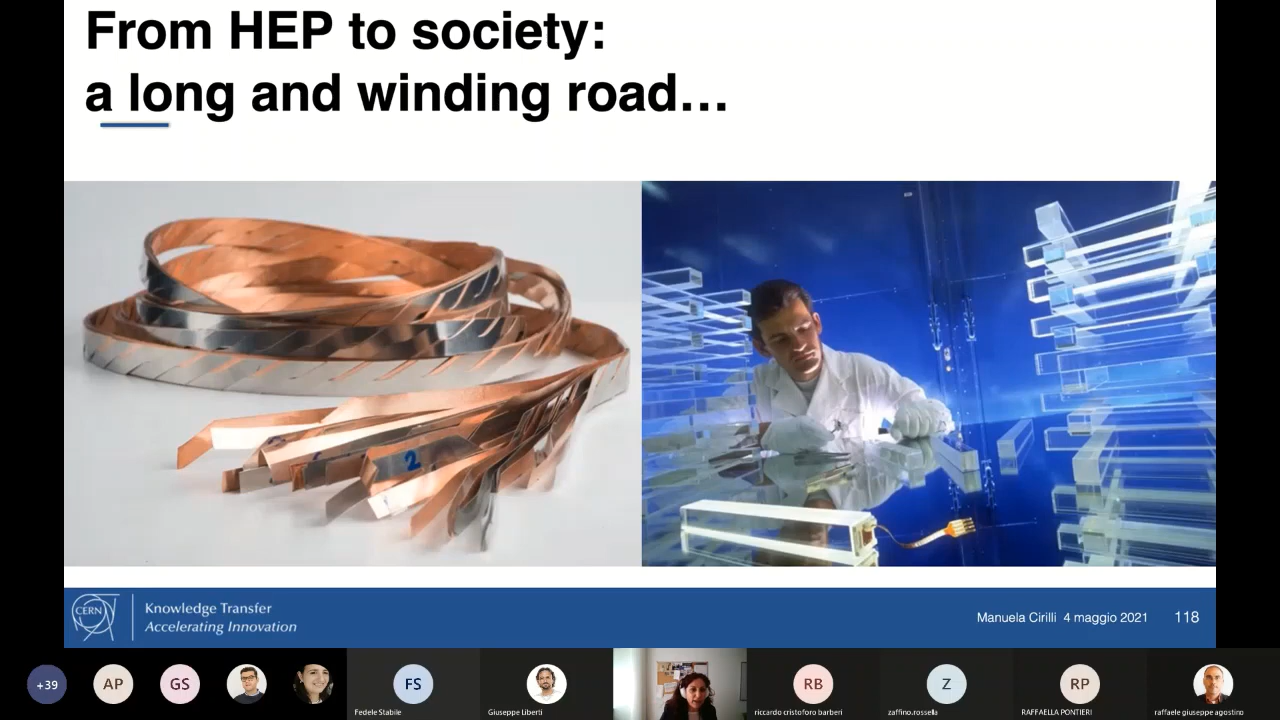 From HEP to society:
a long and winding road…
2
CERN
Knowledge Transfer
Accelerating Innovation
Manuela Cirilli 4 maggio 2021
118
+39
AP
GS
FS
RB
Z
RP
Fedele Stabile
Giuseppe Liberti
riccardo cristoforo barberi
zaffino.rossella
RAFFAELLA PONTIERI
raffaele giuseppe agostino